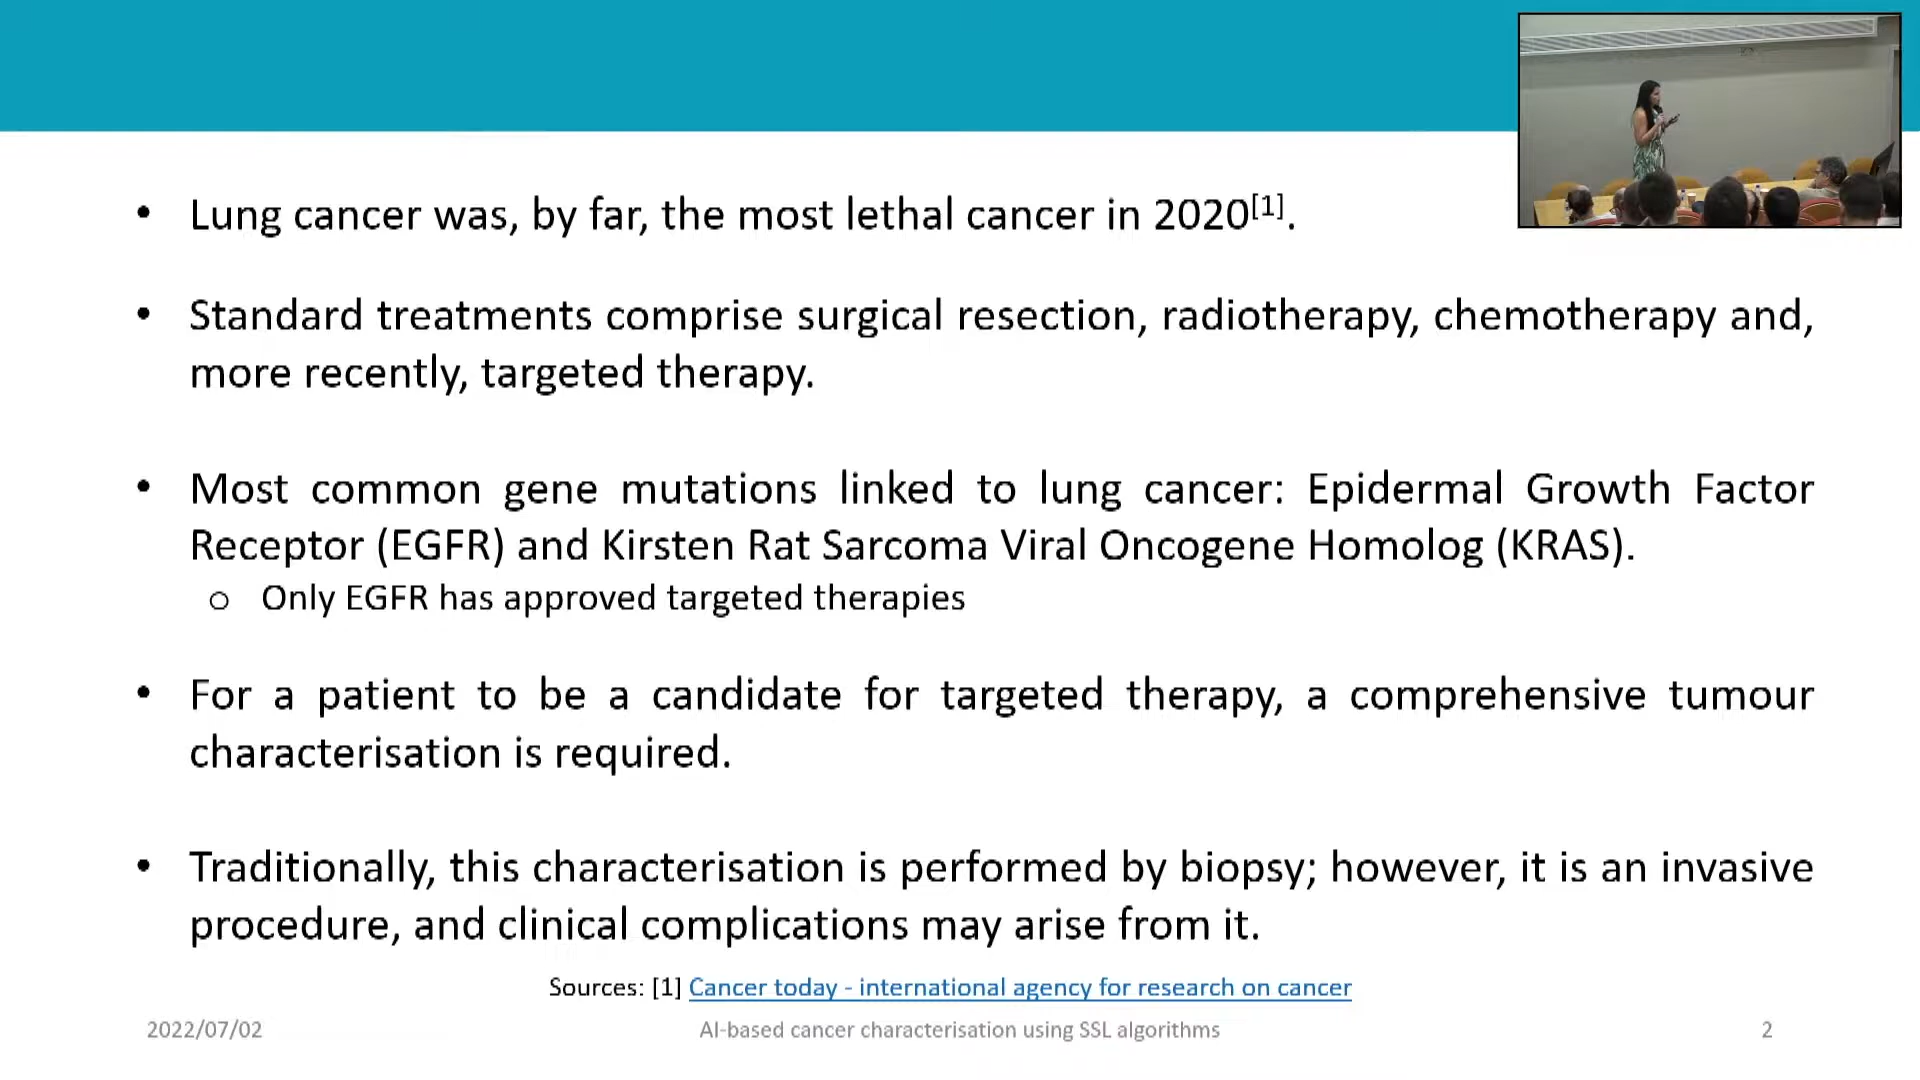 • Lung cancer was, by far, the most lethal cancer in 2020[1].
• Standard treatments comprise surgical resection, radiotherapy, chemotherapy and,
more recently, targeted therapy.
• Most common gene mutations linked to lung cancer: Epidermal Growth Factor
Receptor (EGFR) and Kirsten Rat Sarcoma Viral Oncogene Homolog (KRAS).
o Only EGFR has approved targeted therapies
• For a patient to be a candidate for targeted therapy, a comprehensive tumour
characterisation is required.
• Traditionally, this characterisation is performed by biopsy; however, it is an invasive
procedure, and clinical complications may arise from it.
Sources: [1] Cancer today - international agency for research on cancer
2022/07/02 AI-based cancer characterisation using SSL algorithms 2